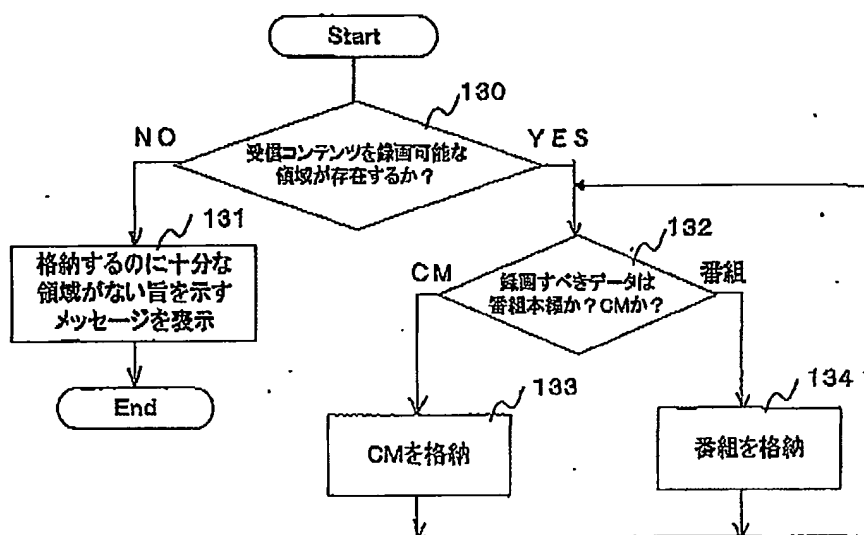 Start
130
NO
YES
受信コンテンツを録画可能な
領域が存在するか？
131
132
格納するのに十分な
領域がない旨を示す
メッセージを表示
CM
録画すべきデータは
番組本編か？CMか？
番組
End
133
134
CMを格納
番組を格納